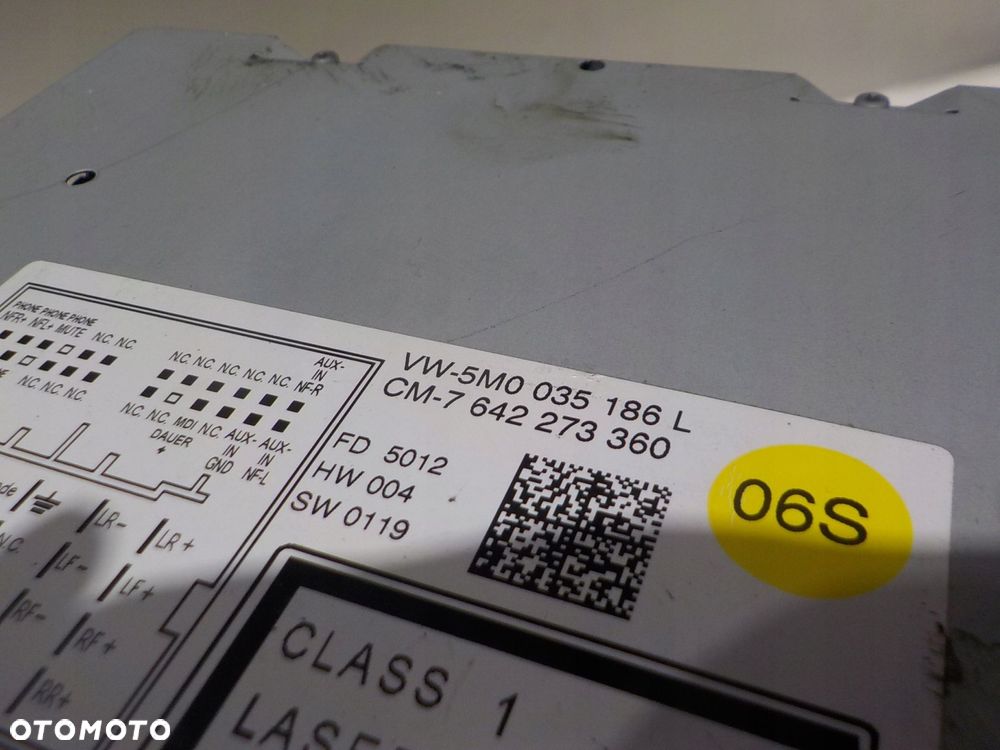 PHONE PHONE PHONE
NFR+ NFL+ MUTE N.C. N.C.
N.C. N.C. N.C.
N.C. N.C. N.C. N.C. N.C. NF-R
AUX-
IN
N.C. N.C. MDI N.C. AUX- AUX-
DAUER IN IN
+ GND NF-L
LR- LR+
N.C. LF- LF+
RF- RF+
RR+
VW-5M0 035 186 L
CM-7 642 273 360
FD 5012
HW 004
SW 0119
06S
CLASS 1
OTOMOTO